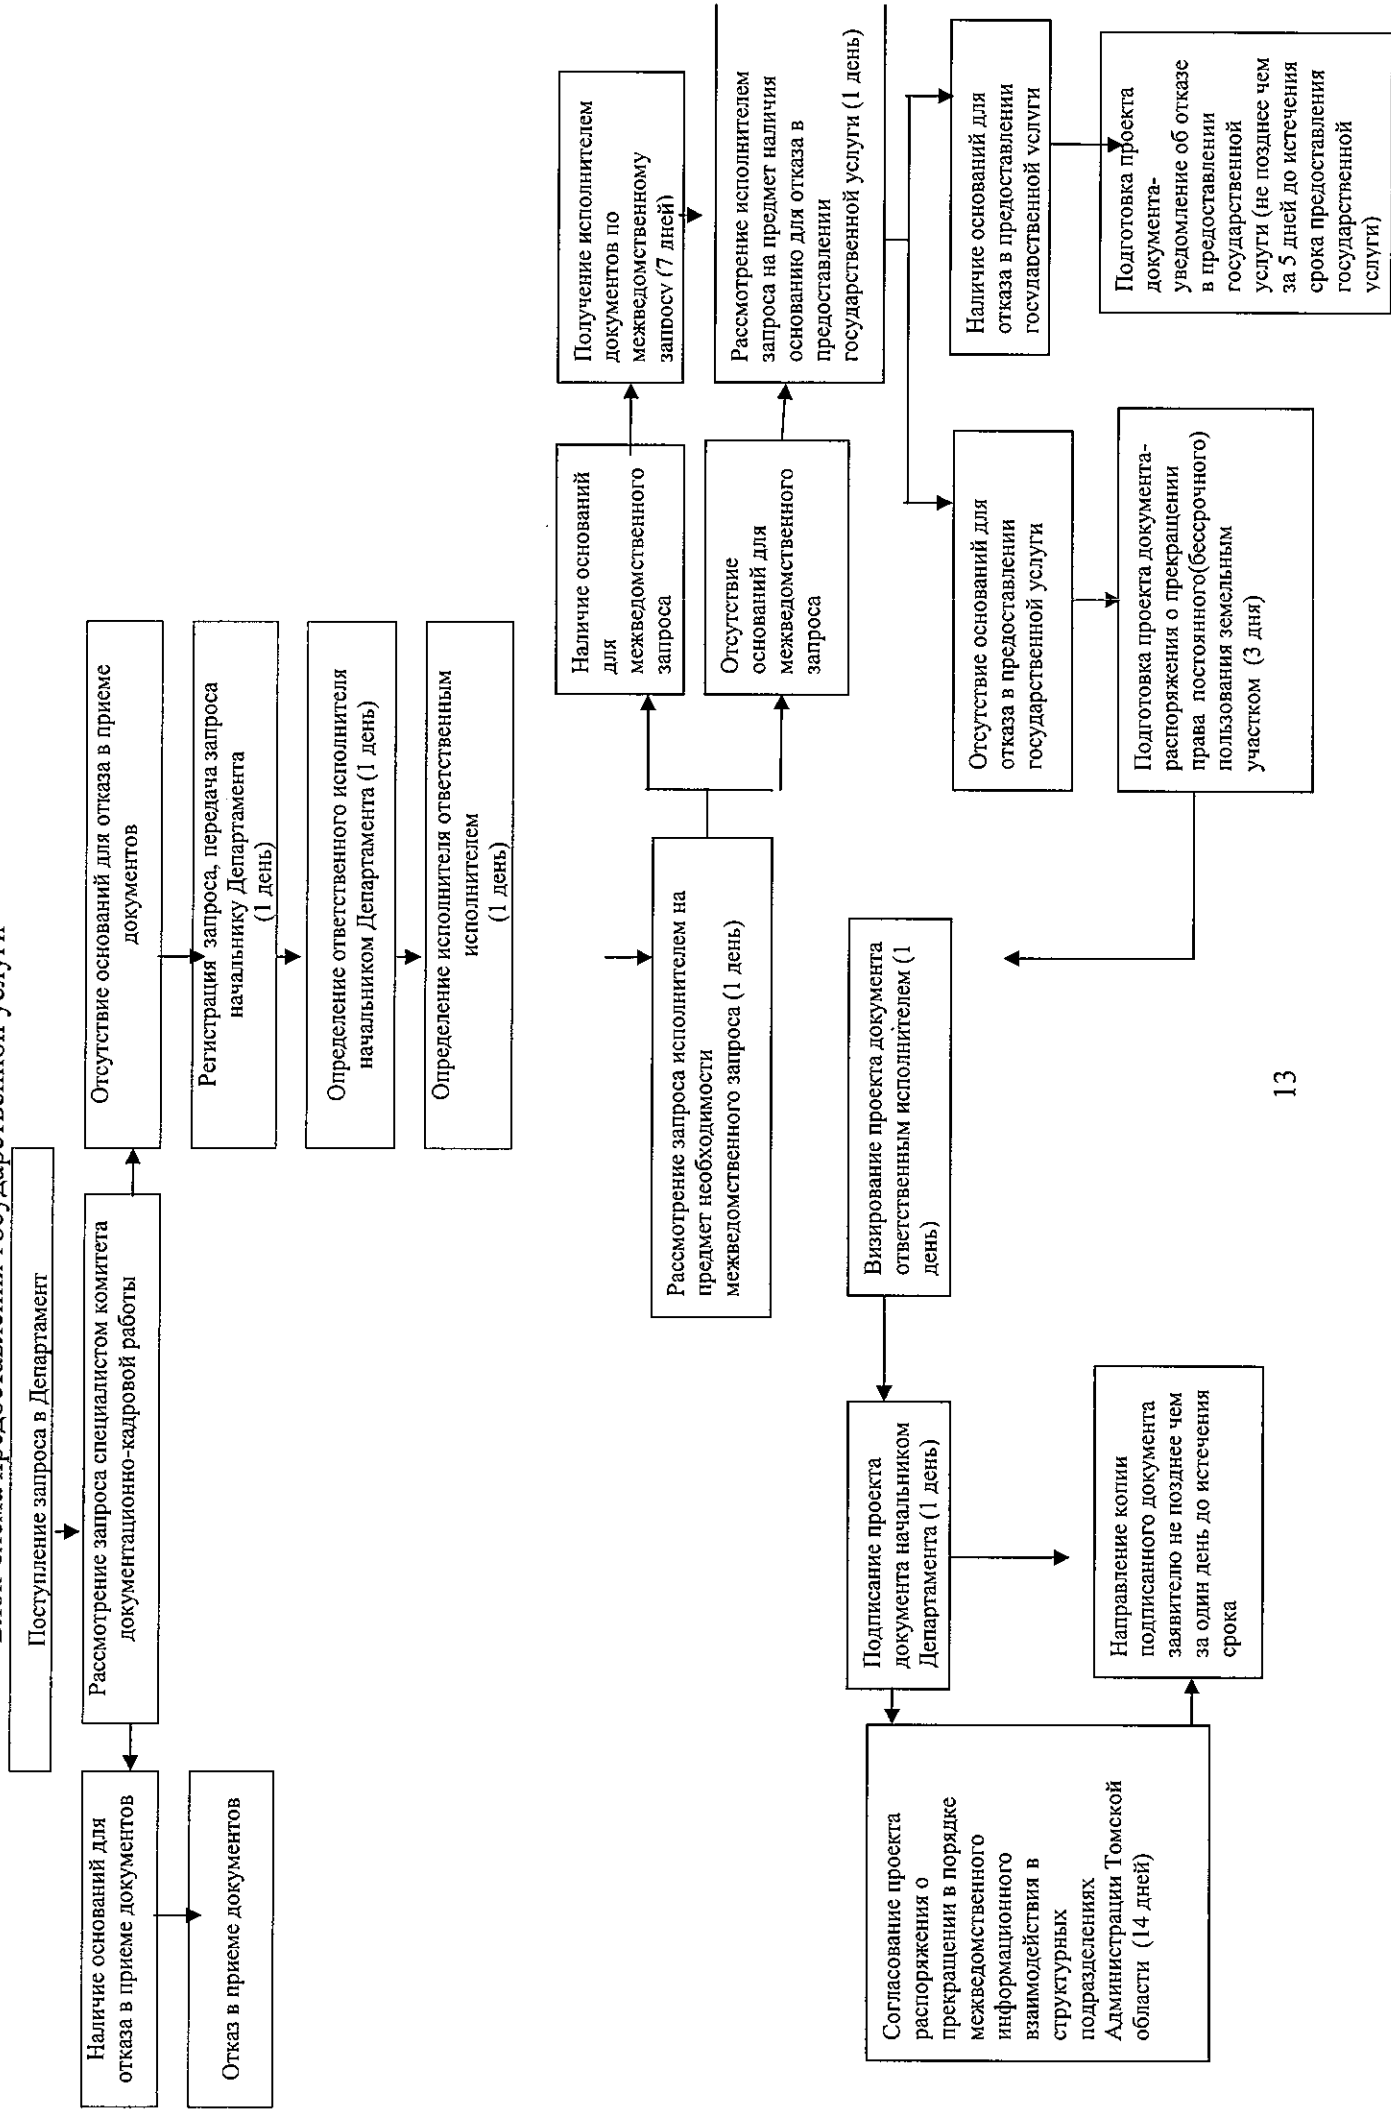 Блок-схема предоставления государственной услуги
Поступление запроса в Департамент
Рассмотрение запроса специалистом комитета
документационно-кадровой работы
Наличие оснований для
отказа в приеме документов
Отказ в приеме документов
Отсутствие оснований для отказа в приеме
документов
Регистрация запроса, передача запроса
начальнику Департамента
(1 день)
Определение ответственного исполнителя
начальником Департамента (1 день)
Определение исполнителя ответственным
исполнителем
(1 день)
Рассмотрение запроса исполнителем на
предмет необходимости
межведомственного запроса (1 день)
Наличие оснований
для
межведомственного
запроса
Получение исполнителем
документов по
межведомственному
запросу (7 дней)
Отсутствие
оснований для
межведомственного
запроса
Рассмотрение исполнителем
запроса на предмет наличия
основанию для отказа в
предоставлении
государственной услуги (1 день)
Отсутствие оснований для
отказа в предоставлении
государственной услуги
Наличие оснований для
отказа в предоставлении
государственной услуги
Подготовка проекта документа-
распоряжения о прекращении
права постоянного(бессрочного)
пользования земельным
участком (3 дня)
Подготовка проекта
документа-
уведомление об отказе
в предоставлении
государственной
услуги (не позднее чем
за 5 дней до истечения
срока предоставления
государственной
услуги)
Визирование проекта документа
ответственным исполнителем (1
день)
Подписание проекта
документа начальником
Департамента (1 день)
Согласование проекта
распоряжения о
прекращении в порядке
межведомственного
информационного
взаимодействия в
структурных
подразделениях
Администрации Томской
области (14 дней)
Направление копии
подписанного документа
заявителю не позднее чем
за один день до истечения
срока
13